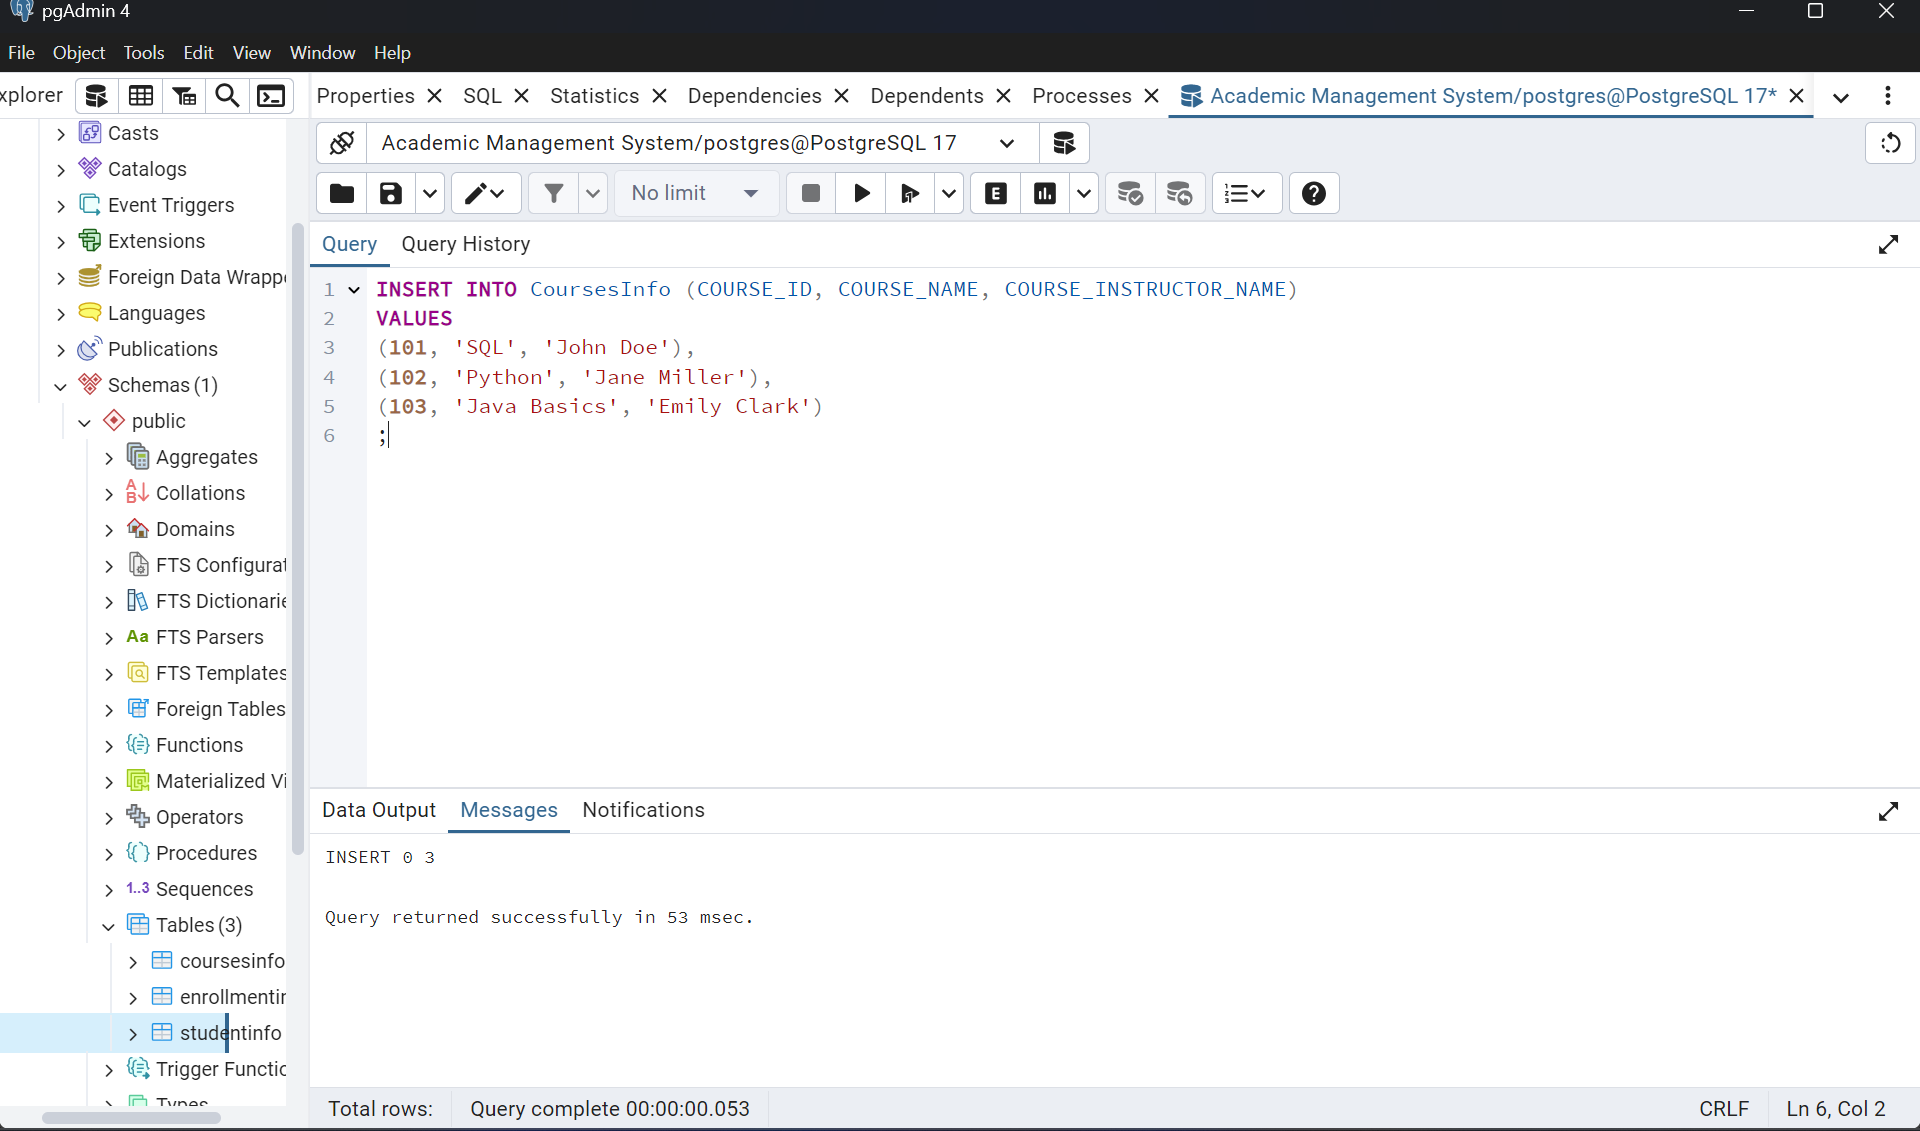 pgAdmin 4
File Object Tools Edit View Window Help
xplorer
Properties SQL Statistics Dependencies Dependents Processes Academic Management System/postgres@PostgreSQL 17*
Casts
Catalogs
Event Triggers
Extensions
Foreign Data Wrappe
Languages
Publications
Schemas (1)
public
Aggregates
Collations
Domains
FTS Configurat
FTS Dictionarie
Aa FTS Parsers
FTS Templates
Foreign Tables
Functions
Materialized Vi
Operators
Procedures
1..3 Sequences
Tables (3)
coursesinfo
enrollmentin
studentinfo
Trigger Functio
Types
Academic Management System/postgres@PostgreSQL 17
No limit
E
Query Query History
1 INSERT INTO CoursesInfo (COURSE_ID, COURSE_NAME, COURSE_INSTRUCTOR_NAME)
2 VALUES
3 (101, 'SQL', 'John Doe'),
4 (102, 'Python', 'Jane Miller'),
5 (103, 'Java Basics', 'Emily Clark')
6 ;
Data Output Messages Notifications
INSERT 0 3
Query returned successfully in 53 msec.
Total rows: Query complete 00:00:00.053 CRLF Ln 6, Col 2